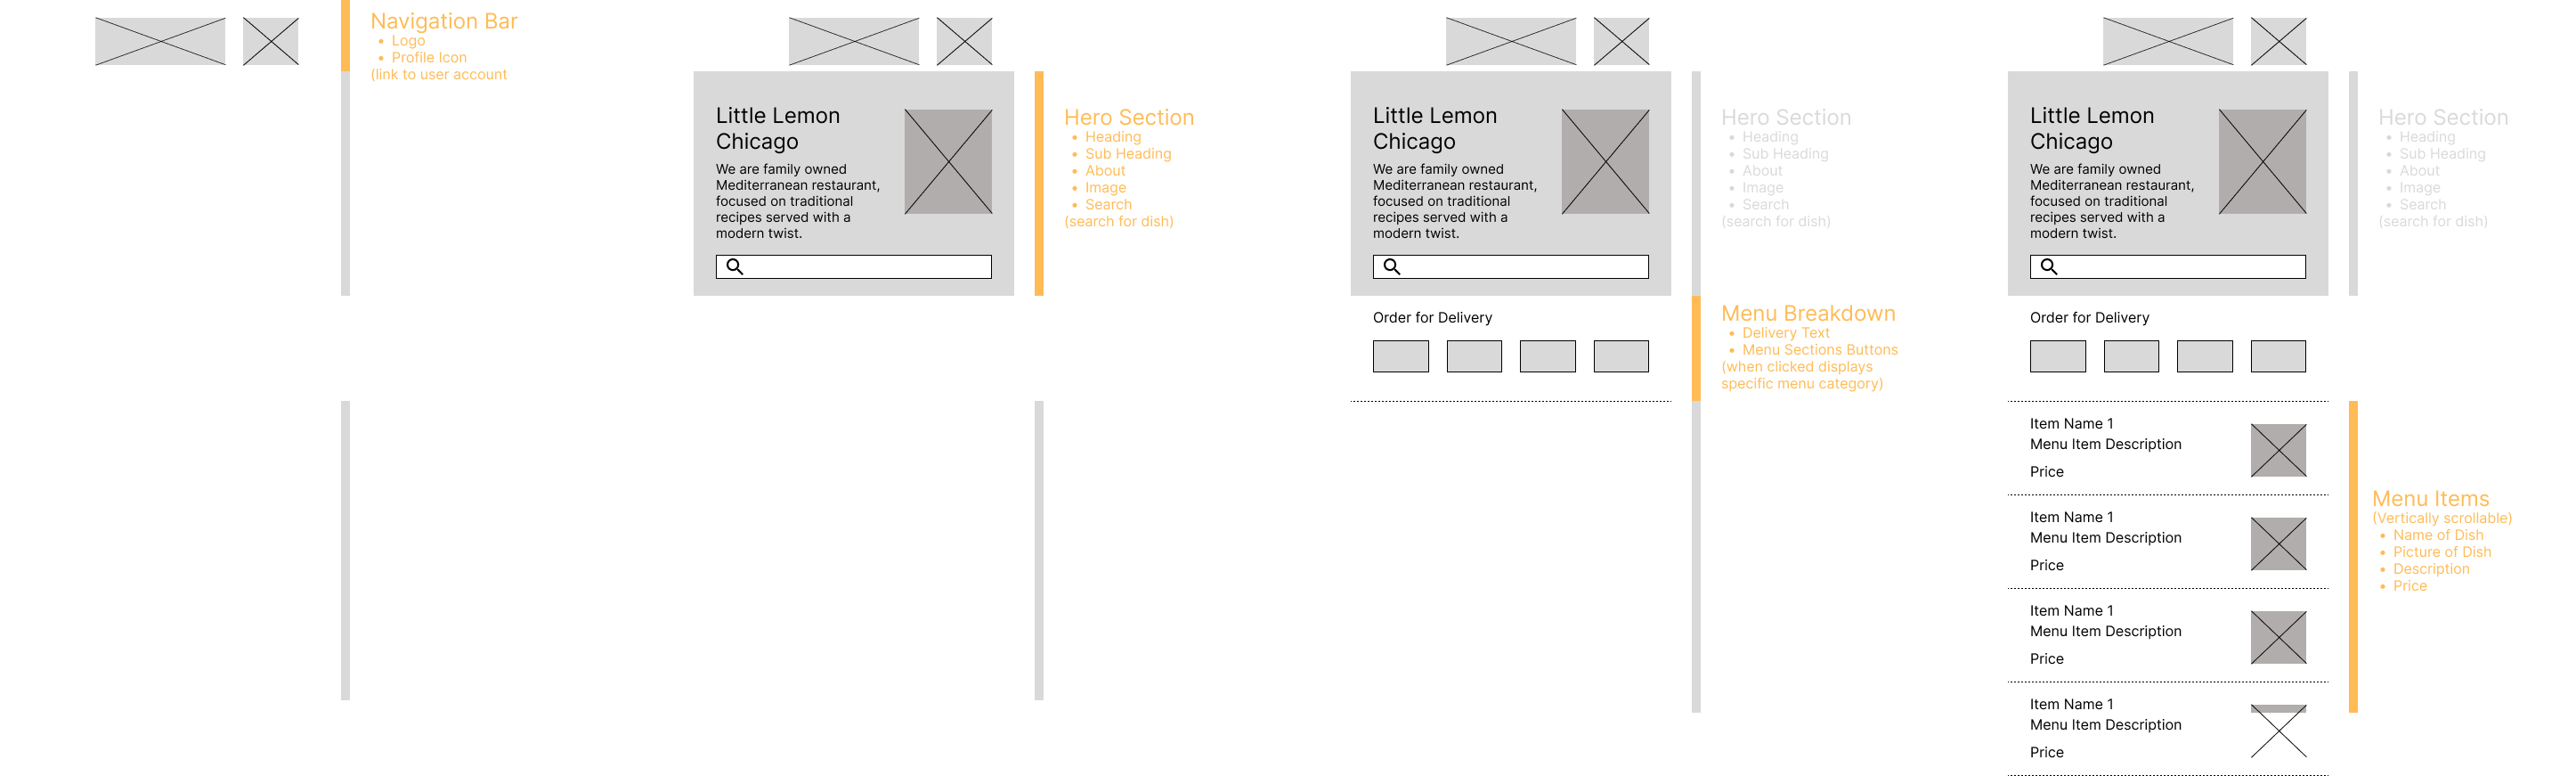 Navigation Bar
• Logo
• Profile Icon
(link to user account
Little Lemon
Chicago
We are family owned
Mediterranean restaurant,
focused on traditional
recipes served with a
modern twist.
Hero Section
• Heading
• Sub Heading
• About
• Image
• Search
(search for dish)
Little Lemon
Chicago
We are family owned
Mediterranean restaurant,
focused on traditional
recipes served with a
modern twist.
Order for Delivery
Hero Section
• Heading
• Sub Heading
• About
• Image
• Search
(search for dish)
Menu Breakdown
• Delivery Text
• Menu Sections Buttons
(when clicked displays
specific menu category)
Little Lemon
Chicago
We are family owned
Mediterranean restaurant,
focused on traditional
recipes served with a
modern twist.
Order for Delivery
Item Name 1
Menu Item Description
Price
Item Name 1
Menu Item Description
Price
Item Name 1
Menu Item Description
Price
Item Name 1
Menu Item Description
Price
Hero Section
• Heading
• Sub Heading
• About
• Image
• Search
(search for dish)
Menu Items
(Vertically scrollable)
• Name of Dish
• Picture of Dish
• Description
• Price